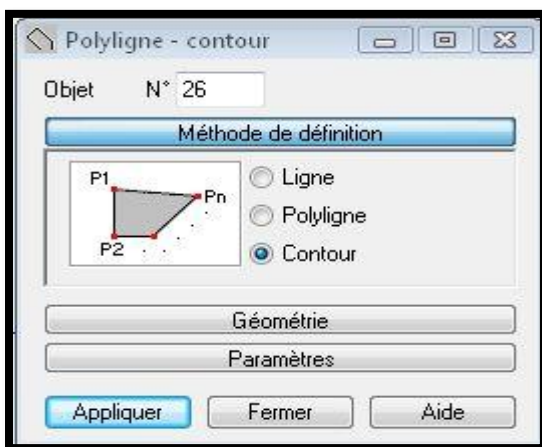 Polyligne - contour
Objet N° 26
Méthode de définition
P1
Pn
P2
Ligne
Polyligne
Contour
Géométrie
Paramètres
Appliquer Fermer Aide